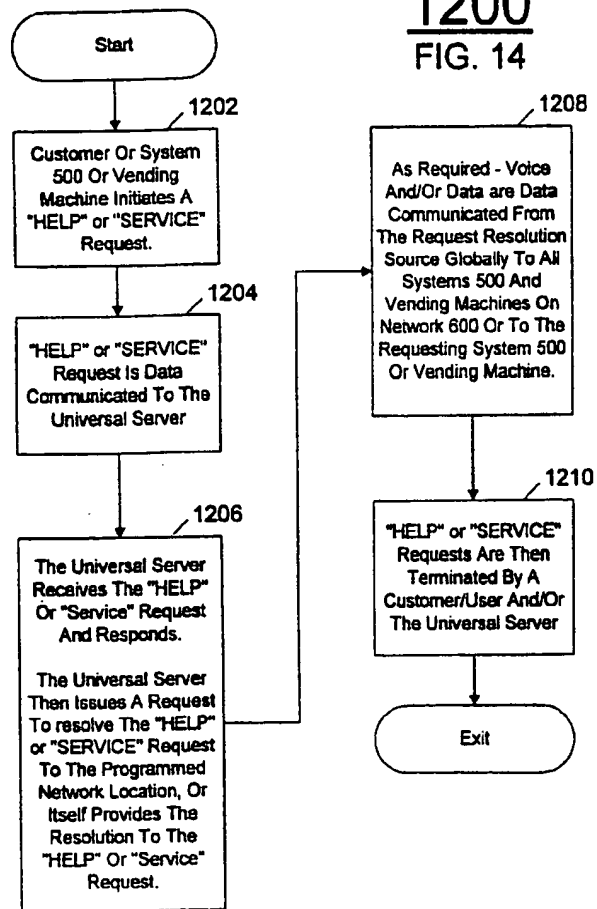 1200
FIG. 14
Start
1202
Customer Or System
500 Or Vending
Machine Initiates A
"HELP" or "SERVICE"
Request.
1204
"HELP" or "SERVICE"
Request Is Data
Communicated To The
Universal Server
1206
The Universal Server
Receives The "HELP"
Or "Service" Request
And Responds.
The Universal Server
Then Issues A Request
To resolve The "HELP"
or "SERVICE" Request
To The Programmed
Network Location, Or
Itself Provides The
Resolution To The
"HELP" Or "Service"
Request.
1208
As Required - Voice
And/Or Data are Data
Communicated From
The Request Resolution
Source Globally To All
Systems 500 And
Vending Machines On
Network 600 Or To The
Requesting System 500
Or Vending Machine.
1210
"HELP" or "SERVICE"
Requests Are Then
Terminated By A
Customer/User And/Or
The Universal Server
Exit